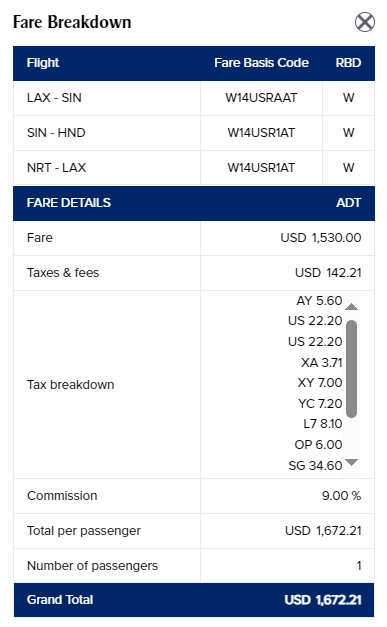 Fare Breakdown
Flight Fare Basis Code RBD
LAX - SIN W14USRAAT W
SIN - HND W14USR1AT W
NRT - LAX W14USR1AT W
FARE DETAILS ADT
Fare USD 1,530.00
Taxes & fees USD 142.21
AY 5.60
US 22.20
US 22.20
XA 3.71
XY 7.00
Tax breakdown
YC 7.20
L7 8.10
OP 6.00
SG 34.60
Commission 9.00 %
Total per passenger USD 1,672.21
Number of passengers 1
Grand Total USD 1,672.21